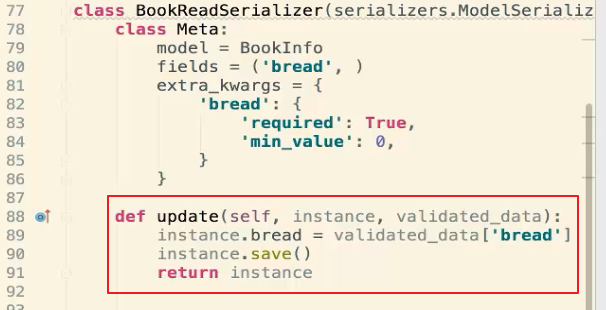 77 class BookReadSerializer(serializers.ModelSerializ
78     class Meta:
79         model = BookInfo
80         fields = ('bread', )
81         extra_kwargs = {
82             'bread': {
83                 'required': True,
84                 'min_value': 0,
85             }
86         }
87
88     def update(self, instance, validated_data):
89         instance.bread = validated_data['bread']
90         instance.save()
91         return instance
92
93